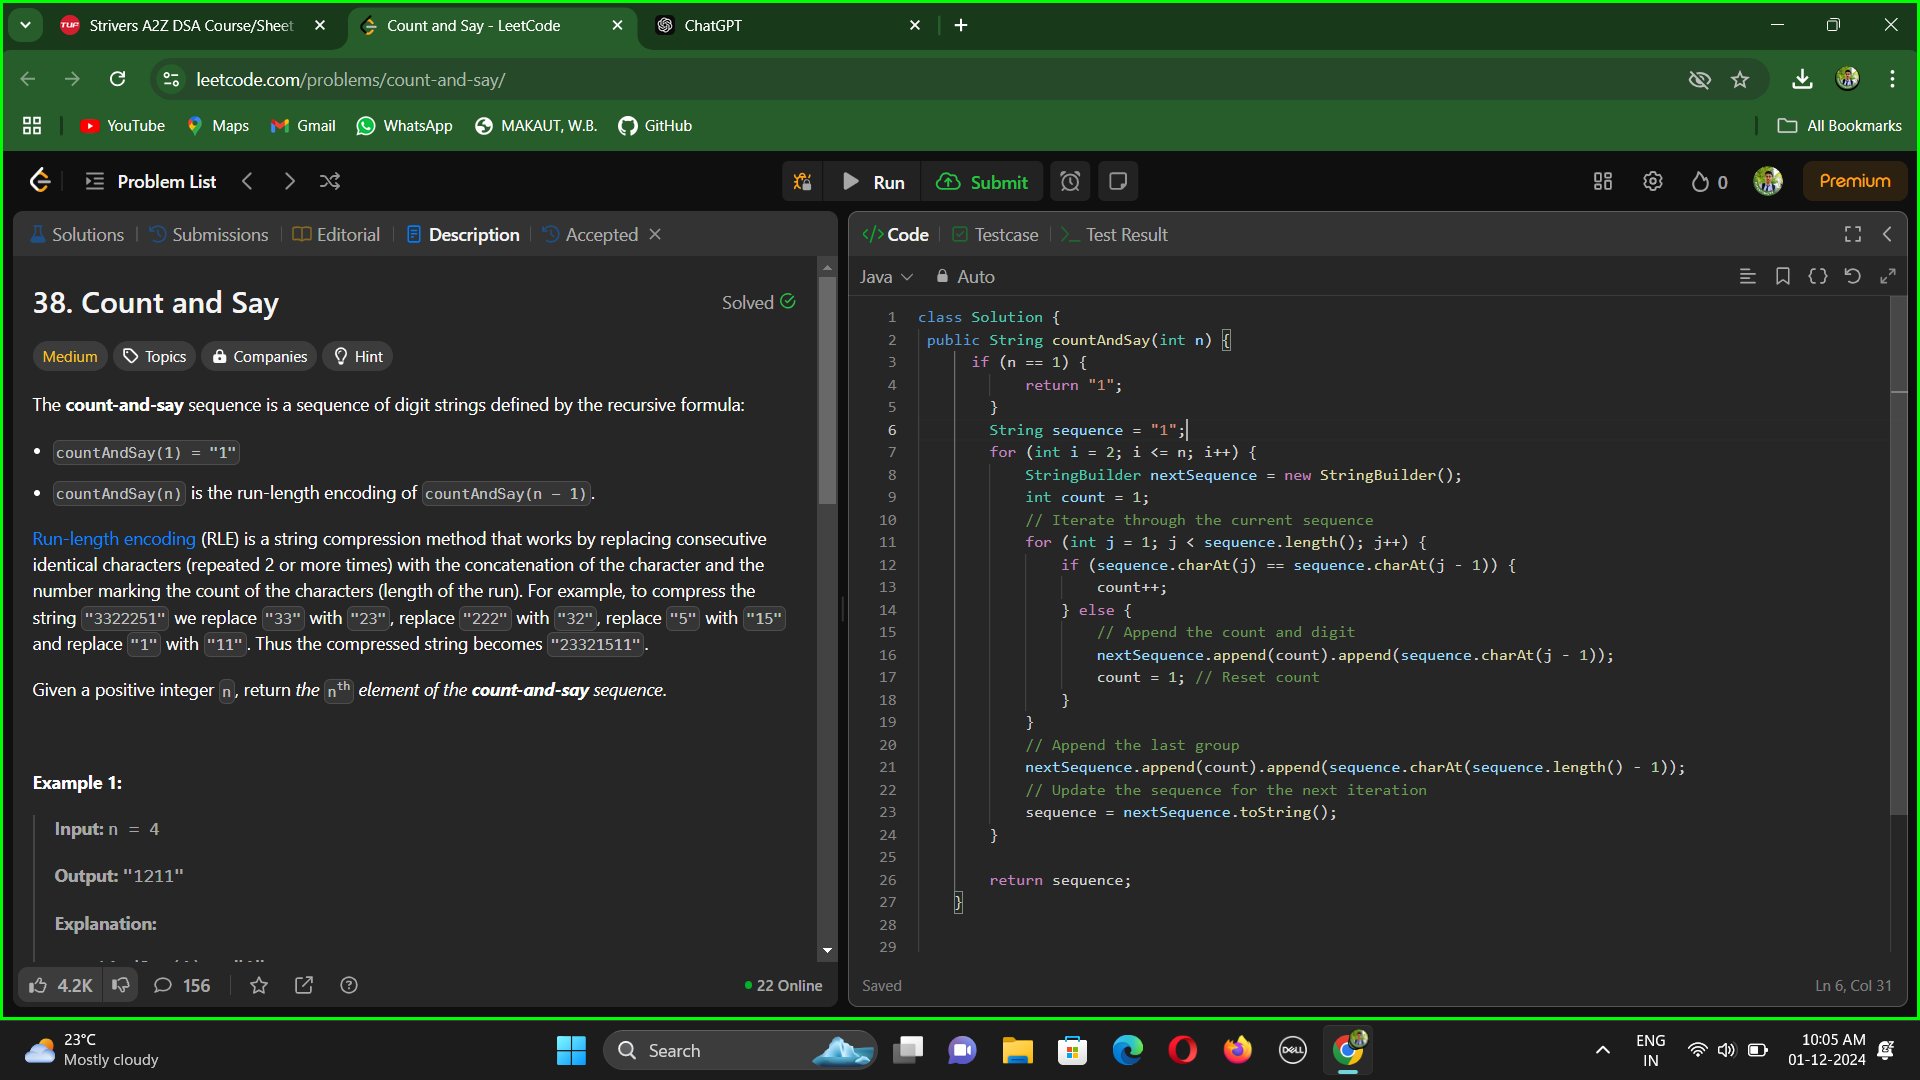 Strivers A2Z DSA Course/Sheet
Count and Say - LeetCode
ChatGPT
leetcode.com/problems/count-and-say/
YouTube
Maps
Gmail
WhatsApp
MAKAUT, W.B.
GitHub
All Bookmarks
Problem List
Run
Submit
0
Premium
Solutions
Submissions
Editorial
Description
Accepted
38. Count and Say
Solved
Medium
Topics
Companies
Hint
The count-and-say sequence is a sequence of digit strings defined by the recursive formula:
• countAndSay(1) = "1"
• countAndSay(n) is the run-length encoding of countAndSay(n - 1).
Run-length encoding (RLE) is a string compression method that works by replacing consecutive
identical characters (repeated 2 or more times) with the concatenation of the character and the
number marking the count of the characters (length of the run). For example, to compress the
string "3322251" we replace "33" with "23", replace "222" with "32", replace "5" with "15"
and replace "1" with "11". Thus the compressed string becomes "23321511".
Given a positive integer n, return the nth element of the count-and-say sequence.
Example 1:
Input: n = 4
Output: "1211"
Explanation:
4.2K
156
22 Online
Code
Testcase
Test Result
Java
Auto
1 class Solution {
2 public String countAndSay(int n) {
3 if (n == 1) {
4 return "1";
5 }
6 String sequence = "1";
7 for (int i = 2; i <= n; i++) {
8 StringBuilder nextSequence = new StringBuilder();
9 int count = 1;
10 // Iterate through the current sequence
11 for (int j = 1; j < sequence.length(); j++) {
12 if (sequence.charAt(j) == sequence.charAt(j - 1)) {
13 count++;
14 } else {
15 // Append the count and digit
16 nextSequence.append(count).append(sequence.charAt(j - 1));
17 count = 1; // Reset count
18 }
19 }
20 // Append the last group
21 nextSequence.append(count).append(sequence.charAt(sequence.length() - 1));
22 // Update the sequence for the next iteration
23 sequence = nextSequence.toString();
24 }
25
26 return sequence;
27 }
28
29
Saved
Ln 6, Col 31
23°C
Mostly cloudy
Search
DELL
ENG
IN
10:05 AM
01-12-2024